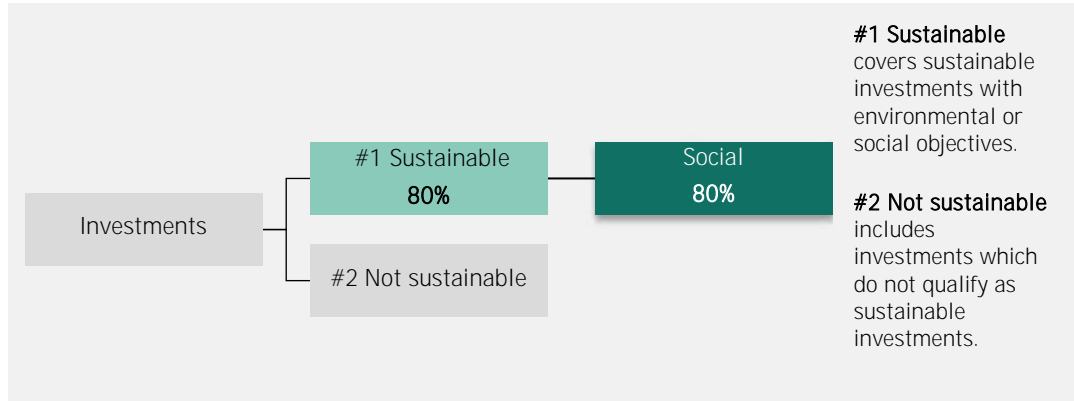 Investments
#1 Sustainable
80%
#2 Not sustainable
Social
80%
#1 Sustainable
covers sustainable
investments with
environmental or
social objectives.
#2 Not sustainable
includes
investments which
do not qualify as
sustainable
investments.